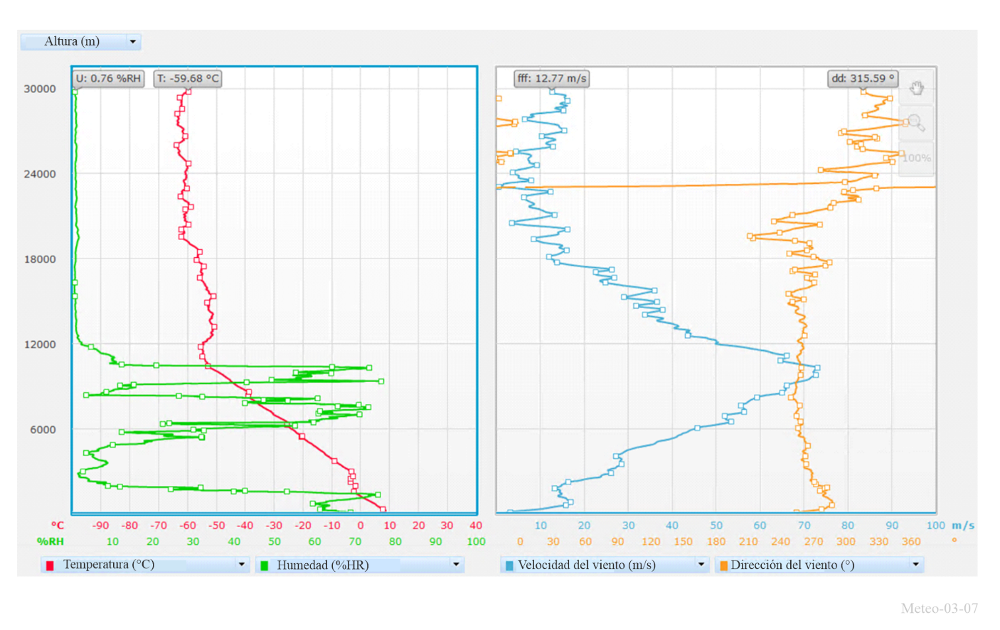 Altura (m)
U: 0.76 %RH T: -59.68 °C fff: 12.77 m/s dd: 315.59 °
30000
24000
100%
18000
12000
6000
°C -90 -80 -70 -60 -50 -40 -30 -20 -10 0 10 20 30 40 10 20 30 40 50 60 70 80 90 100 m/s
%RH 10 20 30 40 50 60 70 80 90 100 0 30 60 90 120 150 180 210 240 270 300 330 360 °
Temperatura (°C) Humedad (%HR) Velocidad del viento (m/s) Dirección del viento (°)
Meteo-03-07